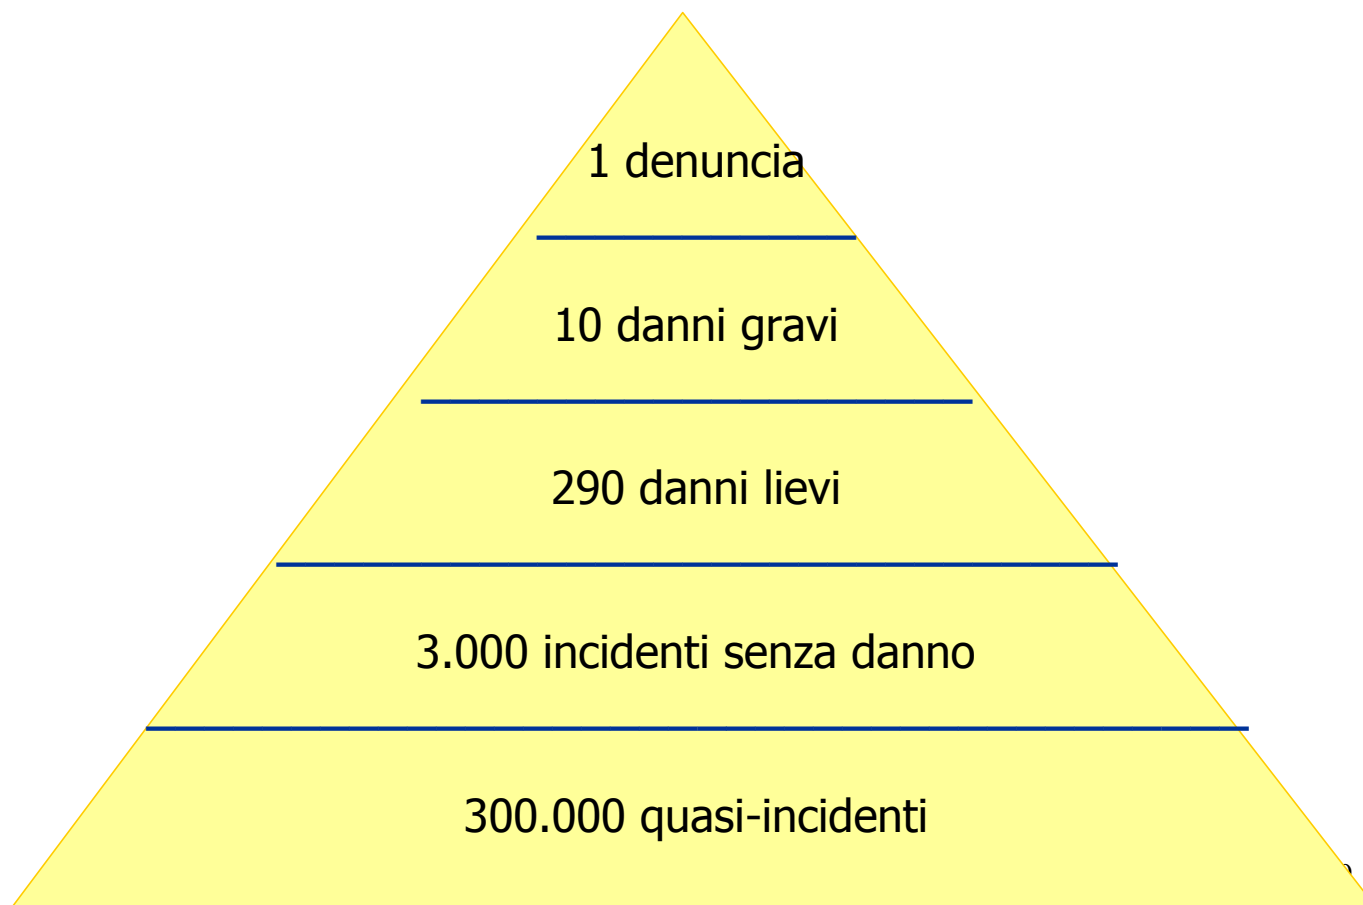 1 denuncia
10 danni gravi
290 danni lievi
3.000 incidenti senza danno
300.000 quasi-incidenti